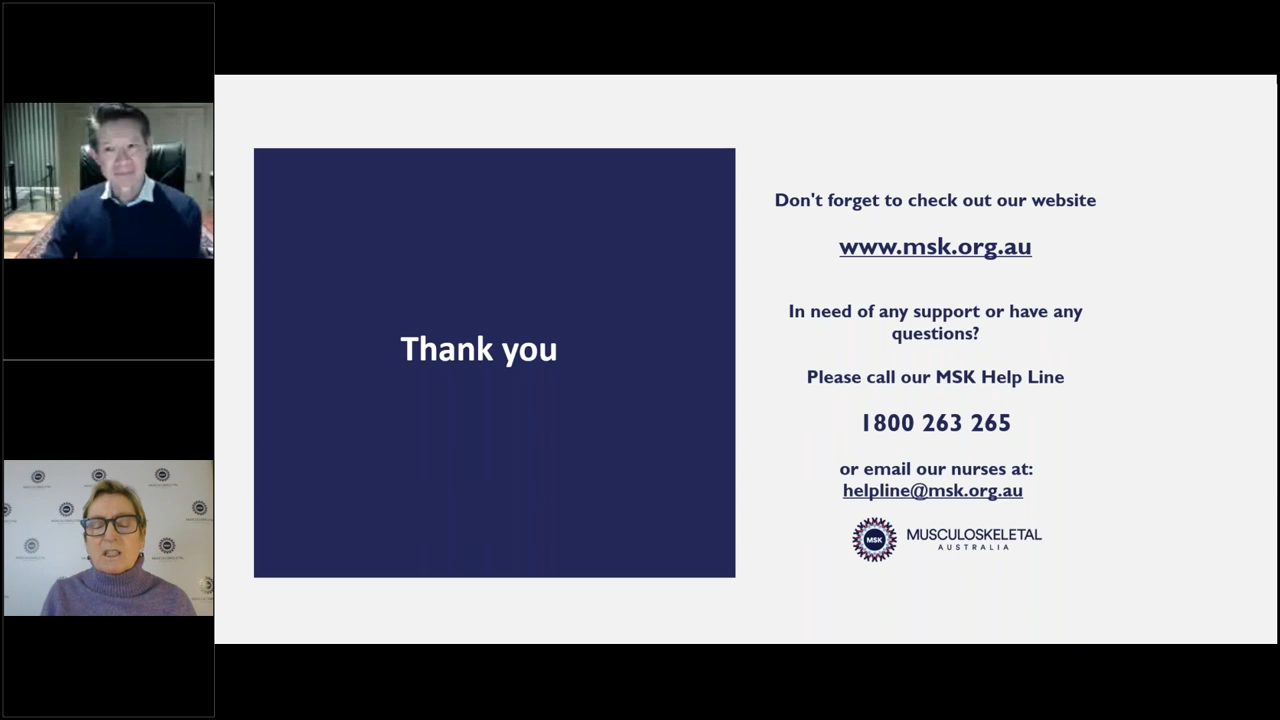 Thank you
Don't forget to check out our website
www.msk.org.au
In need of any support or have any
questions?
Please call our MSK Help Line
1800 263 265
or email our nurses at:
helpline@msk.org.au
MSK
MUSCULOSKELETAL
AUSTRALIA